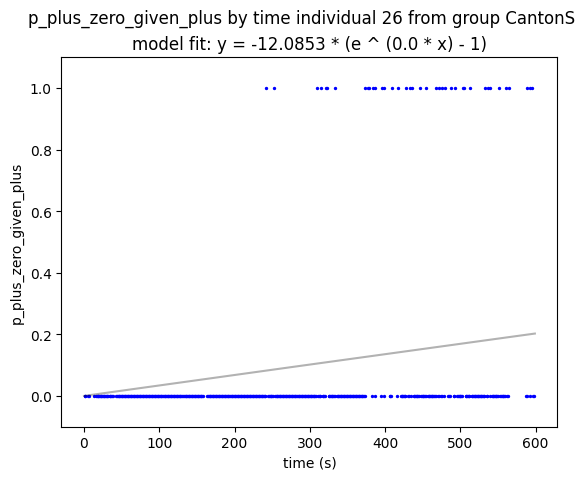 p_plus_zero_given_plus by time individual 26 from group CantonS
model fit: y = -12.0853 * (e ^ (0.0 * x) - 1)
p_plus_zero_given_plus
1.0
0.8
0.6
0.4
0.2
0.0
0 100 200 300 400 500 600
time (s)